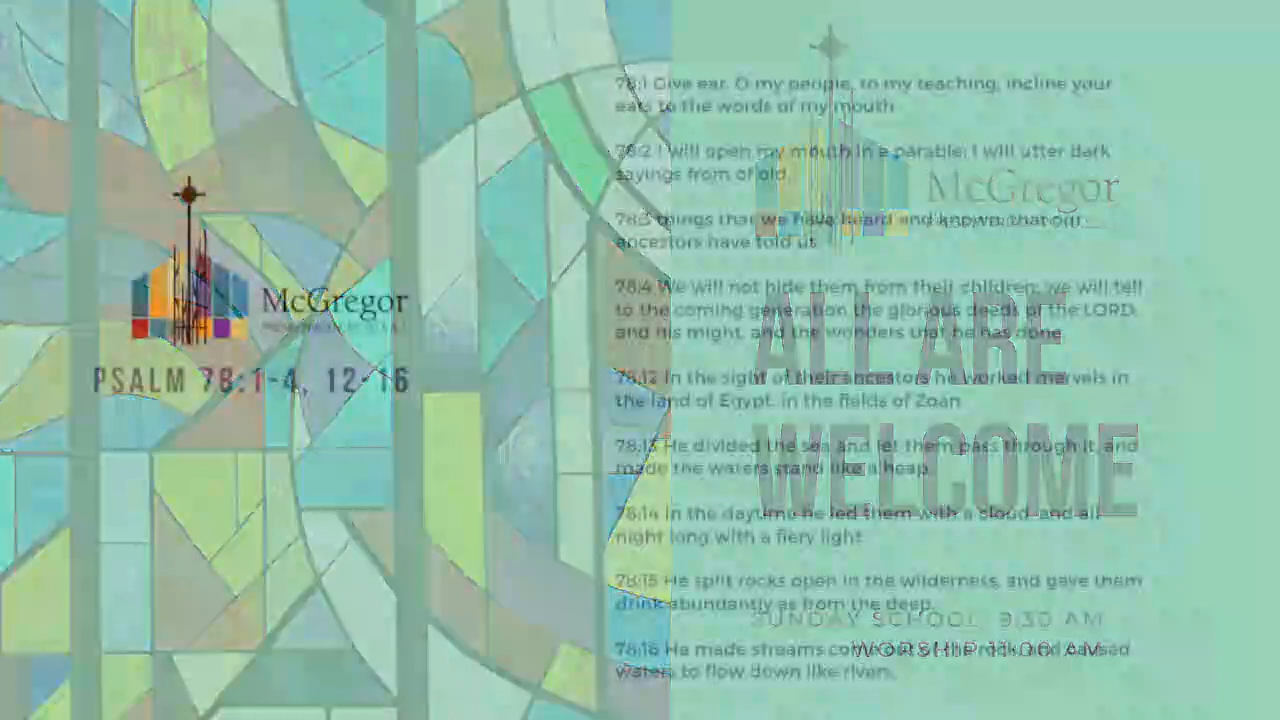 McGregor
PSALM 78:1-4, 12-16
78:1 Give ear, O my people, to my teaching; incline your
ears to the words of my mouth.
78:2 I will open my mouth in a parable; I will utter dark
sayings from of old,
78:3 things that we have heard and known, that our
ancestors have told us.
78:4 We will not hide them from their children; we will tell
to the coming generation the glorious deeds of the LORD,
and his might, and the wonders that he has done.
78:12 In the sight of their ancestors he worked marvels in
the land of Egypt, in the fields of Zoan.
78:13 He divided the sea and let them pass through it, and
made the waters stand like a heap.
78:14 In the daytime he led them with a cloud, and all
night long with a fiery light.
78:15 He split rocks open in the wilderness, and gave them
drink abundantly as from the deep.
78:16 He made streams come out of the rock, and caused
waters to flow down like rivers.
McGregor
ALL ARE
WELCOME
SUNDAY SCHOOL 9:30 AM
WORSHIP 11:00 AM